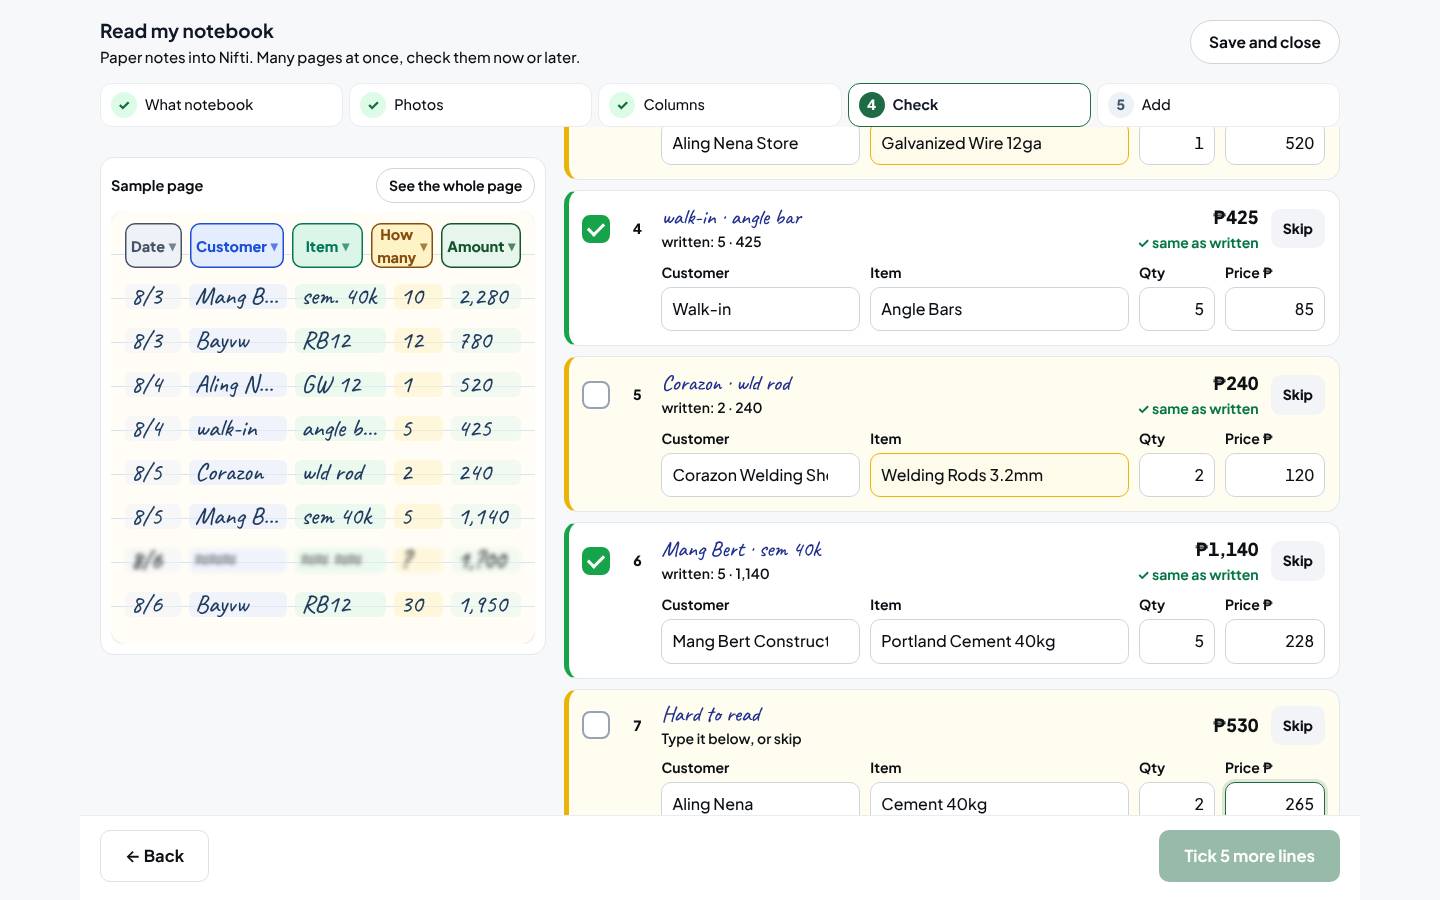 Read my notebook
Paper notes into Nifti. Many pages at once, check them now or later.
Save and close
What notebook
Photos
Columns
4 Check
5 Add
Sample page
See the whole page
Date ▾ Customer ▾ Item ▾ How many ▾ Amount ▾
8/3 Mang B... sem. 40k 10 2,280
8/3 Bayvw RB12 12 780
8/4 Aling N... GW 12 1 520
8/4 walk-in angle b... 5 425
8/5 Corazon wld rod 2 240
8/5 Mang B... sem 40k 5 1,140
8/6 Bayvw RB12 30 1,950
Aling Nena Store Galvanized Wire 12ga 1 520
4 walk-in · angle bar ₱425 Skip
written: 5 · 425 ✓ same as written
Customer Item Qty Price ₱
Walk-in Angle Bars 5 85
5 Corazon · wld rod ₱240 Skip
written: 2 · 240 ✓ same as written
Customer Item Qty Price ₱
Corazon Welding Welding Rods 3.2mm 2 120
6 Mang Bert · sem 40k ₱1,140 Skip
written: 5 · 1,140 ✓ same as written
Customer Item Qty Price ₱
Mang Bert Portland Cement 40kg 5 228
7 Hard to read ₱530 Skip
Type it below, or skip
Customer Item Qty Price ₱
Aling Nena Cement 40kg 2 265
← Back
Tick 5 more lines